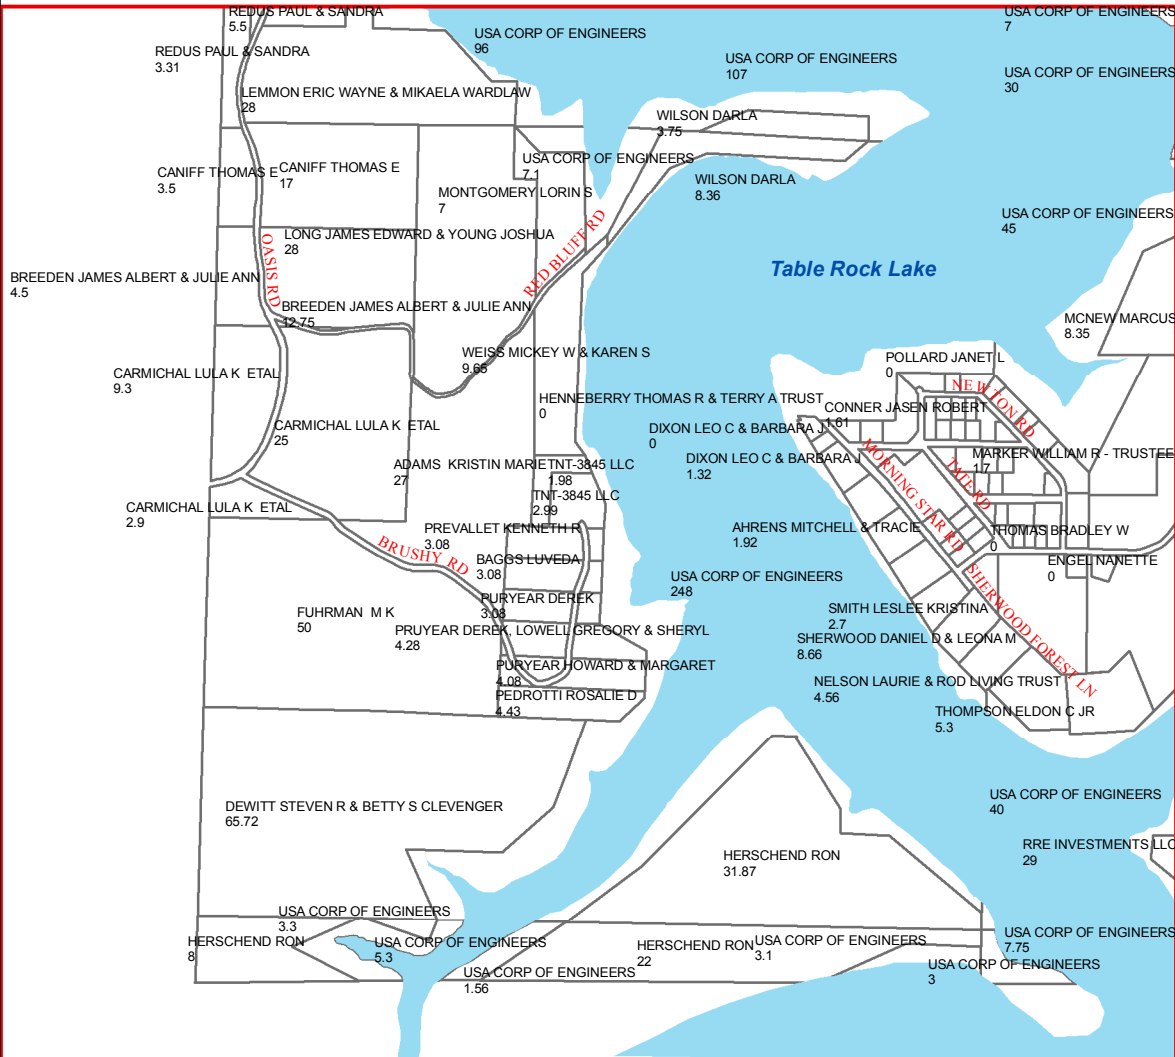 REDUS PAUL & SANDRA
5.5
USA CORP OF ENGINEERS
7
USA CORP OF ENGINEERS
96
REDUS PAUL & SANDRA
3.31
USA CORP OF ENGINEERS
107
USA CORP OF ENGINEERS
30
LEMMON ERIC WAYNE & MIKAELA WARDLAW
28
WILSON DARLA
3.75
USA CORP OF ENGINEERS
7.1
CANIFF THOMAS E
3.5
CANIFF THOMAS E
17
WILSON DARLA
8.36
MONTGOMERY LORIN S
7
USA CORP OF ENGINEERS
45
LONG JAMES EDWARD & YOUNG JOSHUA
28
OASIS RD
RED BLUFF RD
Table Rock Lake
BREEDEN JAMES ALBERT & JULIE ANN
4.5
BREEDEN JAMES ALBERT & JULIE ANN
12.75
MCNEW MARCUS
8.35
WEISS MICKEY W & KAREN S
9.65
POLLARD JANET L
0
CARMICHAL LULA K ETAL
9.3
NEWTON RD
HENNEBERRY THOMAS R & TERRY A TRUST
0
CONNER JASEN ROBERT
1.61
CARMICHAL LULA K ETAL
25
DIXON LEO C & BARBARA J
0
DIXON LEO C & BARBARA J
1.32
MARKER WILLIAM R - TRUSTEE
1.7
ADAMS KRISTIN MARIE
27
TNT-3845 LLC
1.98
TNT-3845 LLC
2.99
MORNING STAR RD
TATE RD
CARMICHAL LULA K ETAL
2.9
PREVALLET KENNETH R
3.08
AHRENS MITCHELL & TRACIE
1.92
THOMAS BRADLEY W
0
BRUSHY RD
BAGGS LUVEDA
3.08
ENGEL NANETTE
0
USA CORP OF ENGINEERS
248
SHERWOOD FOREST LN
PURYEAR DEREK
3.08
FUHRMAN M K
50
SMITH LESLEE KRISTINA
2.7
PRUYEAR DEREK, LOWELL GREGORY & SHERYL
4.28
SHERWOOD DANIEL D & LEONA M
8.66
PURYEAR HOWARD & MARGARET
4.08
NELSON LAURIE & ROD LIVING TRUST
4.56
PEDROTTI ROSALIE D
4.43
THOMPSON ELDON C JR
5.3
USA CORP OF ENGINEERS
40
DEWITT STEVEN R & BETTY S CLEVENGER
65.72
RRE INVESTMENTS LLC
29
HERSCHEND RON
31.87
USA CORP OF ENGINEERS
3.3
USA CORP OF ENGINEERS
7.75
HERSCHEND RON
8
USA CORP OF ENGINEERS
5.3
HERSCHEND RON
22
USA CORP OF ENGINEERS
3.1
USA CORP OF ENGINEERS
3
USA CORP OF ENGINEERS
1.56